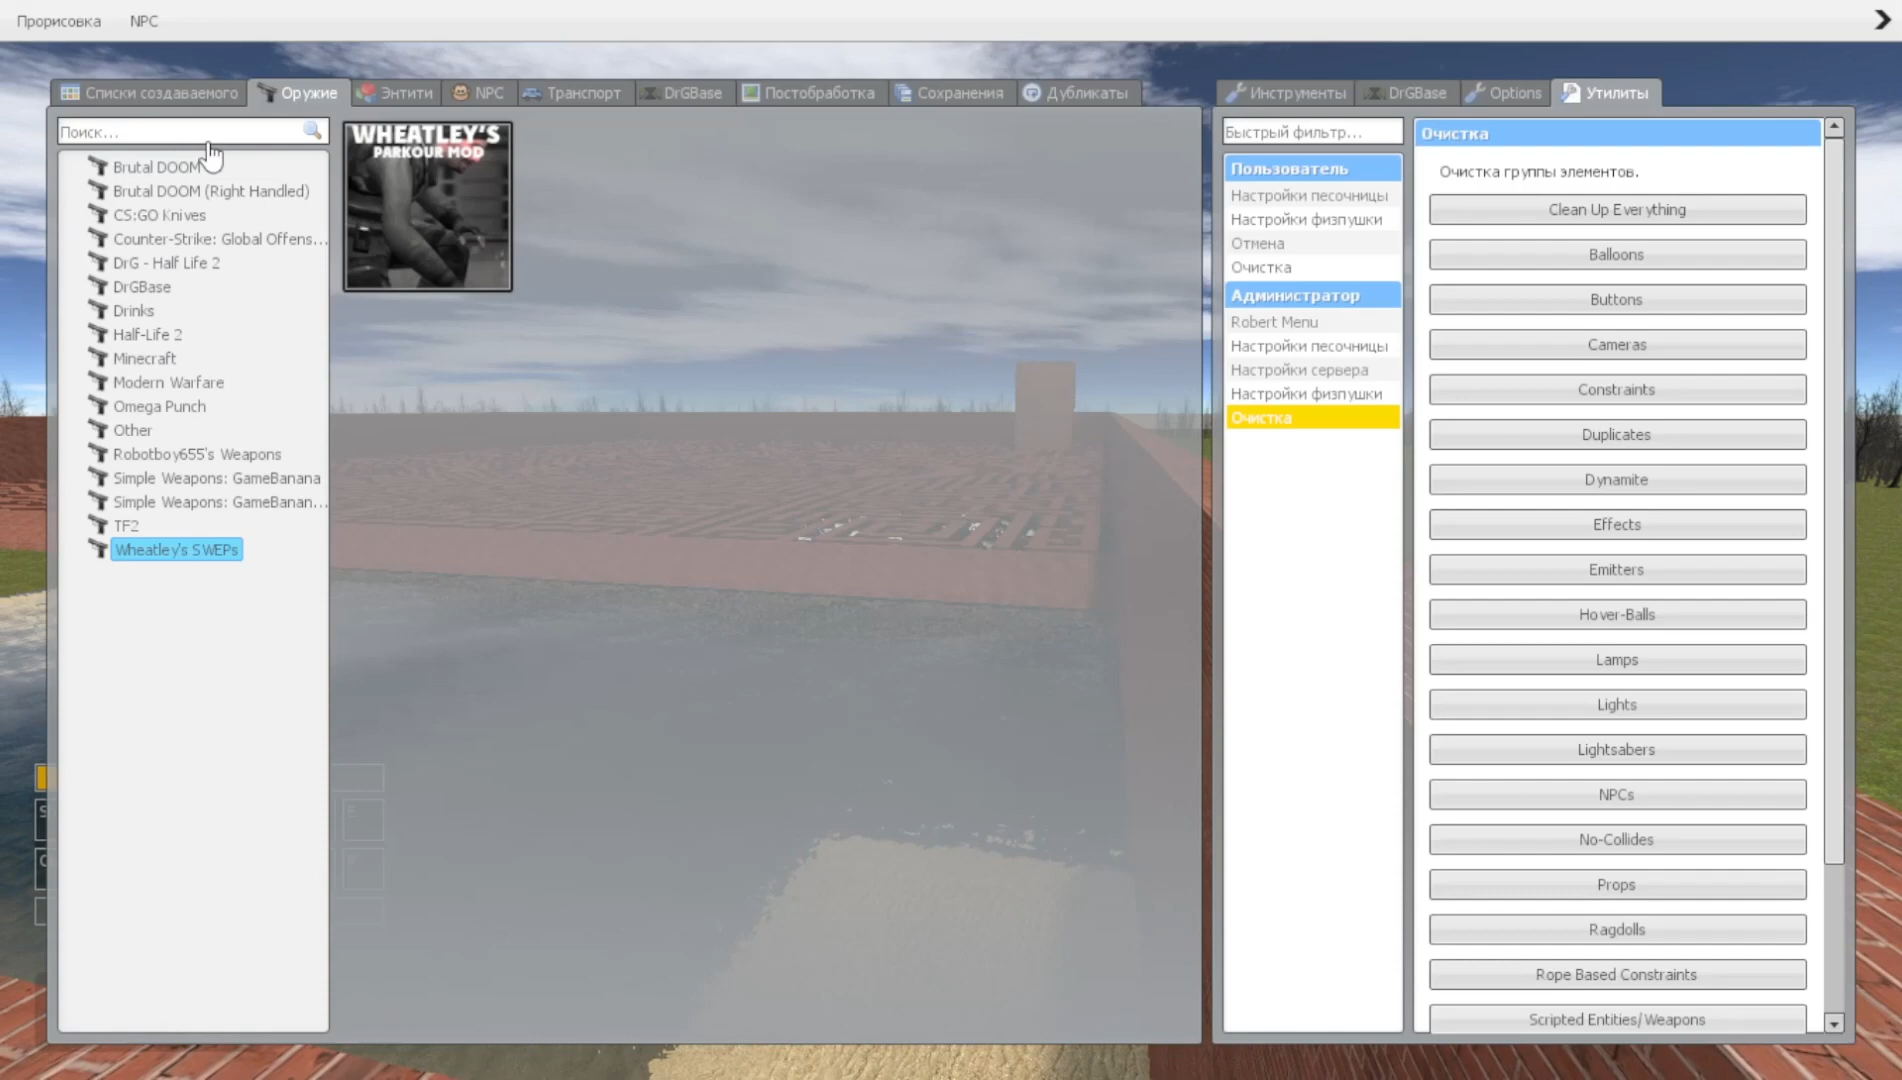 Прорисовка NPC
Списки создаваемого Оружие Энтити NPC Транспорт DrGBase Постобработка Сохранения Дубликаты
Поиск...
Brutal DOOM
Brutal DOOM (Right Handed)
CS:GO Knives
Counter-Strike: Global Offens...
DrG - Half Life 2
DrGBase
Drinks
Half-Life 2
Minecraft
Modern Warfare
Omega Punch
Other
Robotboy655's Weapons
Simple Weapons: GameBanana
Simple Weapons: GameBanan...
TF2
Wheatley's SWEPs
WHEATLEY'S
PARKOUR MOD
Инструменты DrGBase Options Утилиты
Быстрый фильтр...
Пользователь
Настройки песочницы
Настройки физпушки
Отмена
Очистка
Администратор
Robert Menu
Настройки песочницы
Настройки сервера
Настройки физпушки
Очистка
Очистка
Очистка группы элементов.
Clean Up Everything
Balloons
Buttons
Cameras
Constraints
Duplicates
Dynamite
Effects
Emitters
Hover-Balls
Lamps
Lights
Lightsabers
NPCs
No-Collides
Props
Ragdolls
Rope Based Constraints
Scripted Entities/Weapons